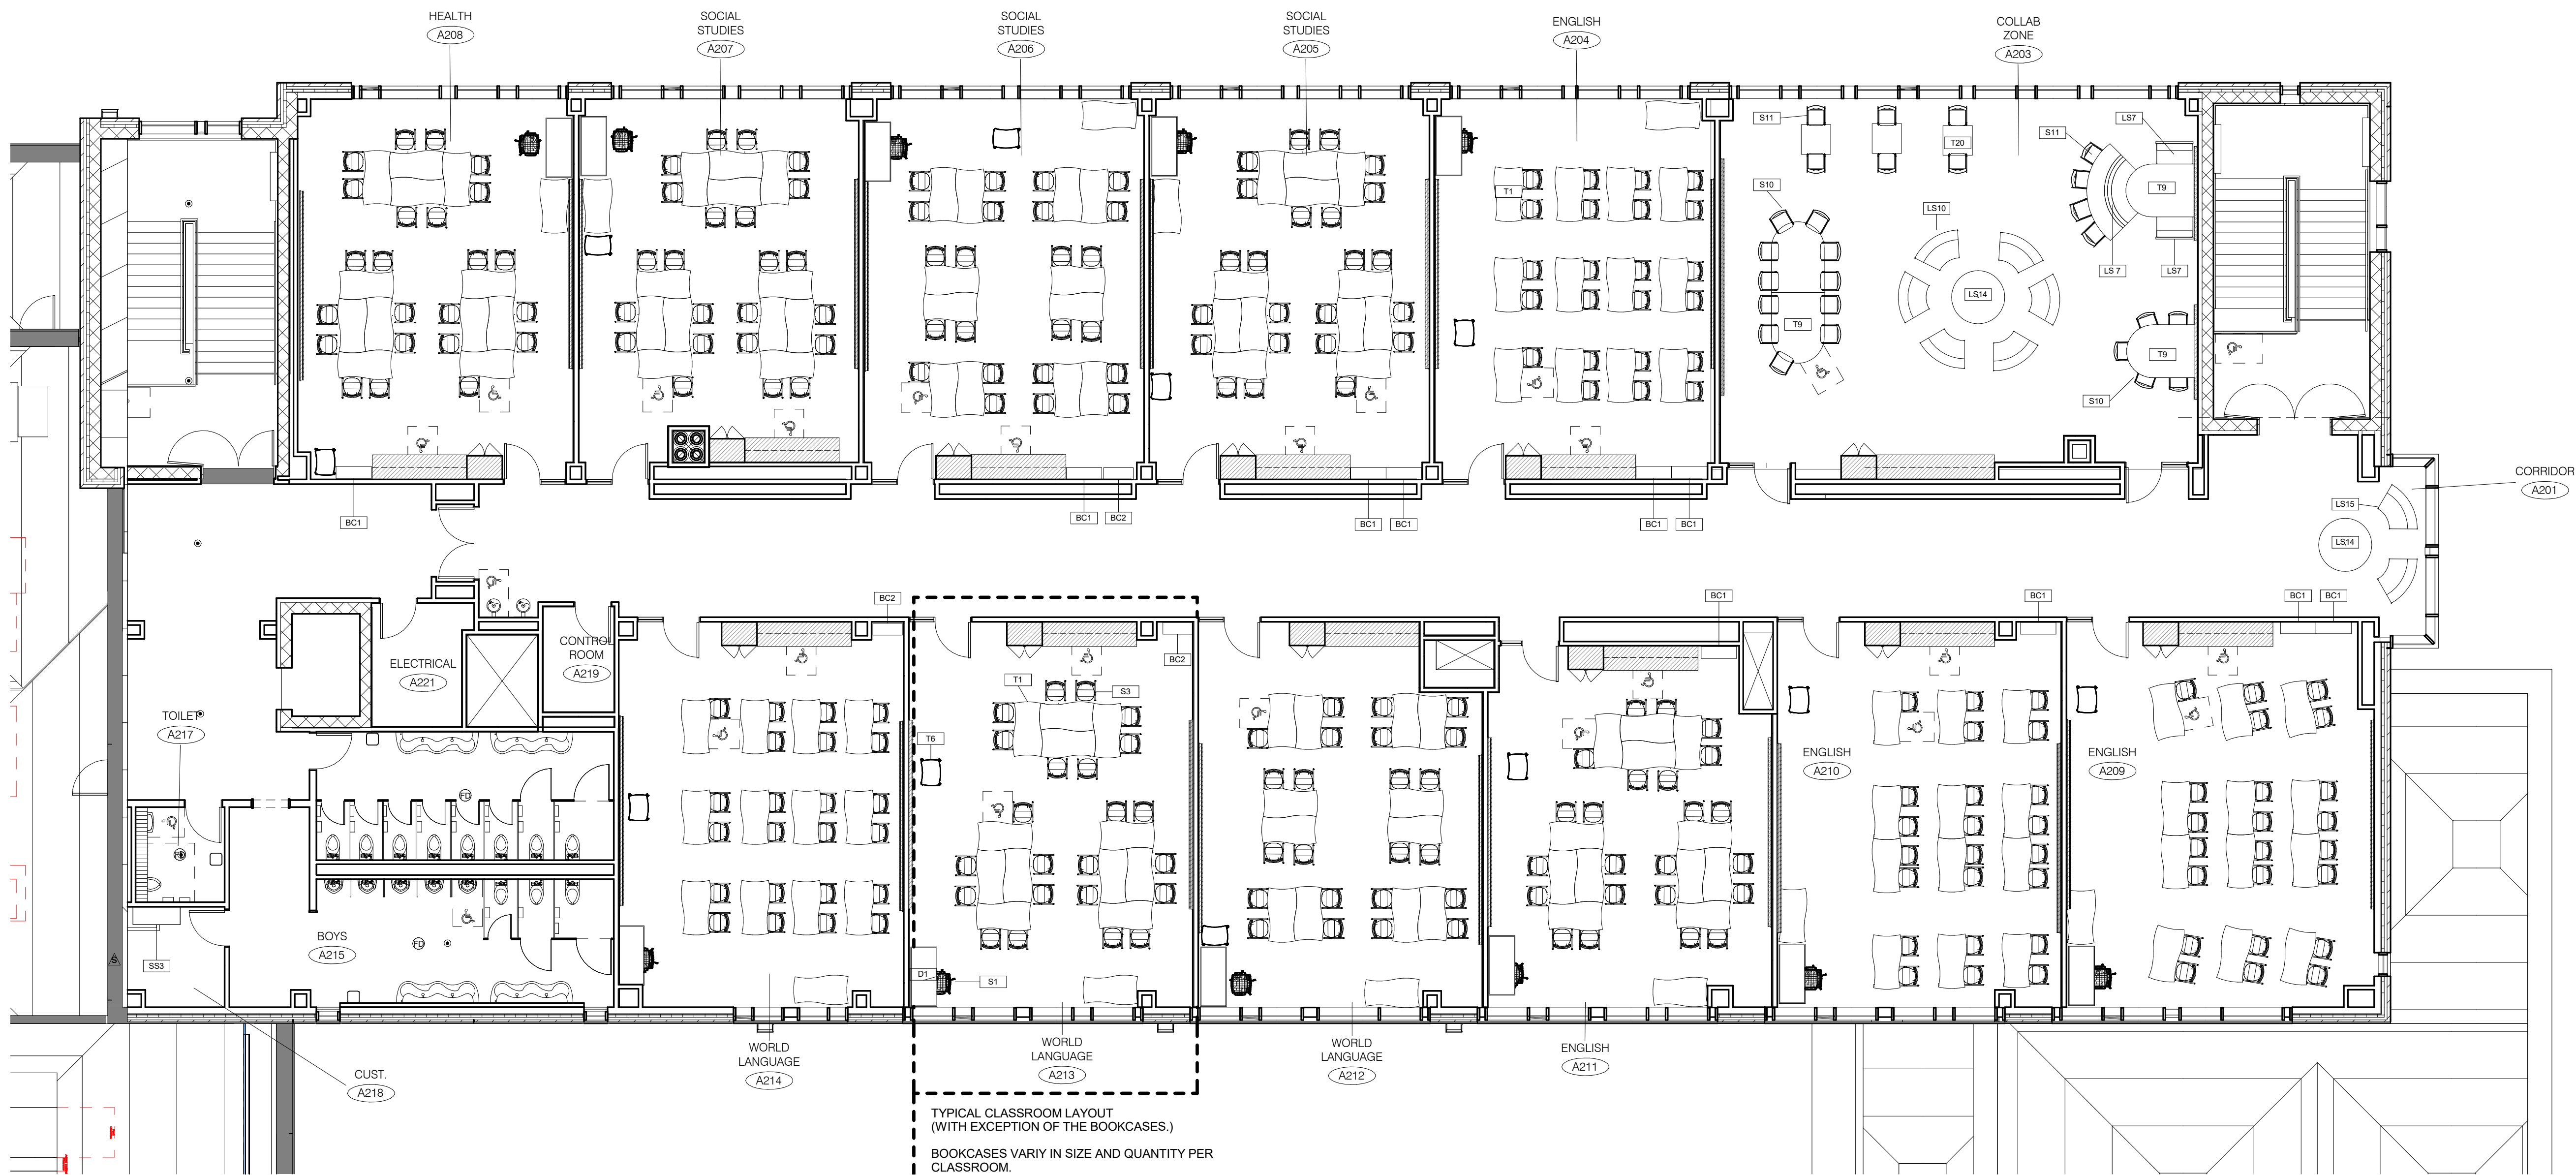 HEALTH
A208
SOCIAL
STUDIES
A207
SOCIAL
STUDIES
A206
SOCIAL
STUDIES
A205
ENGLISH
A204
COLLAB
ZONE
A203
S11
T20
S11
LS7
T9
LS 7
LS7
T1
S10
LS10
LS14
T9
T9
S10
CORRIDOR
A201
LS15
LS14
BC1
BC1
BC2
BC1
BC1
BC1
BC1
BC2
BC1
BC1
BC1
BC1
CONTROL
ROOM
A219
ELECTRICAL
A221
BC2
TOILET
A217
T1
S3
T6
ENGLISH
A210
ENGLISH
A209
FD
FD
BOYS
A215
FD
SS3
S
D1
S1
WORLD
LANGUAGE
A214
WORLD
LANGUAGE
A213
WORLD
LANGUAGE
A212
ENGLISH
A211
CUST.
A218
TYPICAL CLASSROOM LAYOUT
(WITH EXCEPTION OF THE BOOKCASES.)
BOOKCASES VARIY IN SIZE AND QUANTITY PER
CLASSROOM.